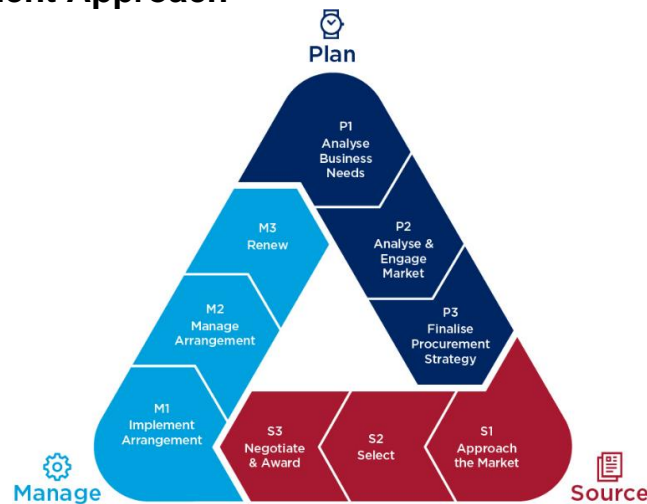 Plan
P1
Analyse
Business
Needs
P2
Analyse &
Engage
Market
P3
Finalise
Procurement
Strategy
S1
Approach
the Market
S2
Select
S3
Negotiate
& Award
Source
M1
Implement
Arrangement
M2
Manage
Arrangement
M3
Renew
Manage